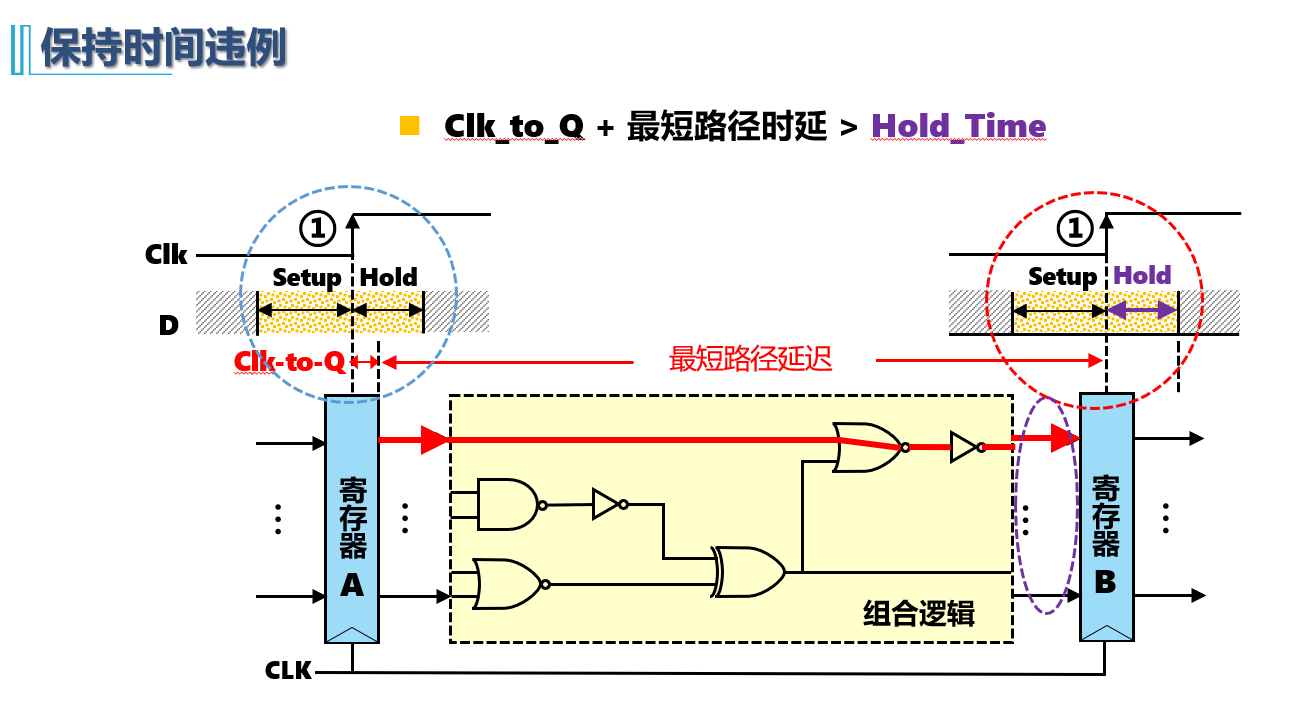 保持时间违例
Clk_to_Q + 最短路径时延 > Hold_Time
① ①
Clk
Setup Hold Setup Hold
D
Clk-to-Q 最短路径延迟
寄存器 A
寄存器 B
组合逻辑
CLK